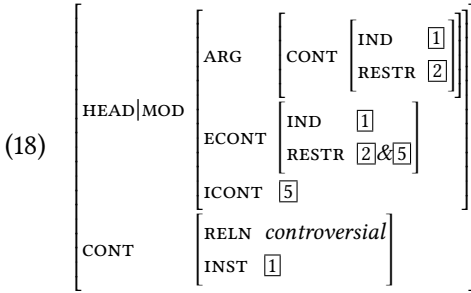 ARG CONT IND 1
RESTR 2
HEAD|MOD
ECONT IND 1
RESTR 2&5
(18)
ICONT 5
CONT RELN controversial
INST 1